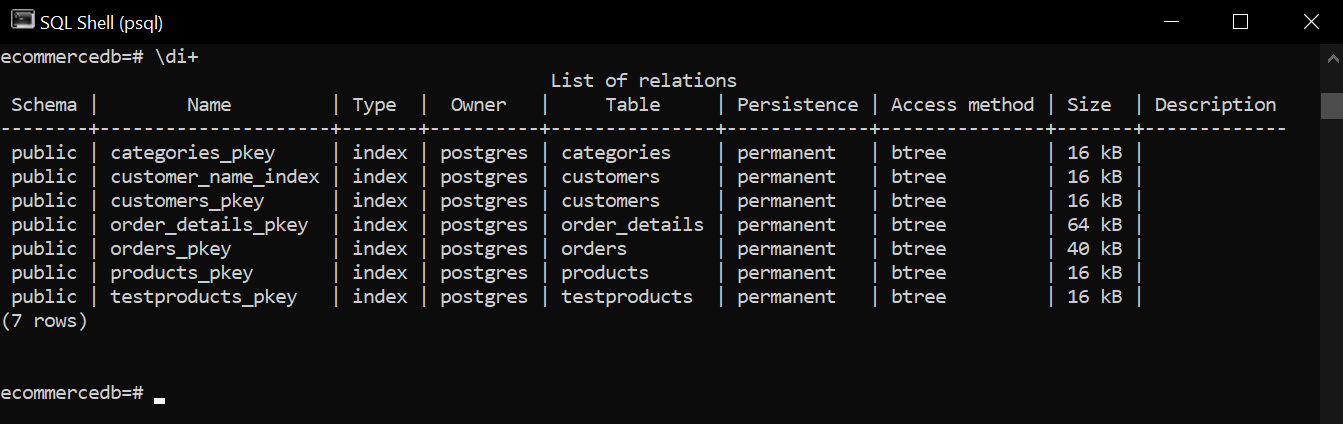 SQL Shell (psql)
ecommercedb=# \di+
                                                  List of relations
 Schema |        Name         | Type  |  Owner   |     Table     | Persistence | Access method | Size  | Description
--------+---------------------+-------+----------+---------------+-------------+---------------+-------+-------------
 public | categories_pkey     | index | postgres | categories    | permanent   | btree         | 16 kB |
 public | customer_name_index | index | postgres | customers     | permanent   | btree         | 16 kB |
 public | customers_pkey      | index | postgres | customers     | permanent   | btree         | 16 kB |
 public | order_details_pkey  | index | postgres | order_details | permanent   | btree         | 64 kB |
 public | orders_pkey         | index | postgres | orders        | permanent   | btree         | 40 kB |
 public | products_pkey       | index | postgres | products      | permanent   | btree         | 16 kB |
 public | testproducts_pkey   | index | postgres | testproducts  | permanent   | btree         | 16 kB |
(7 rows)
ecommercedb=#